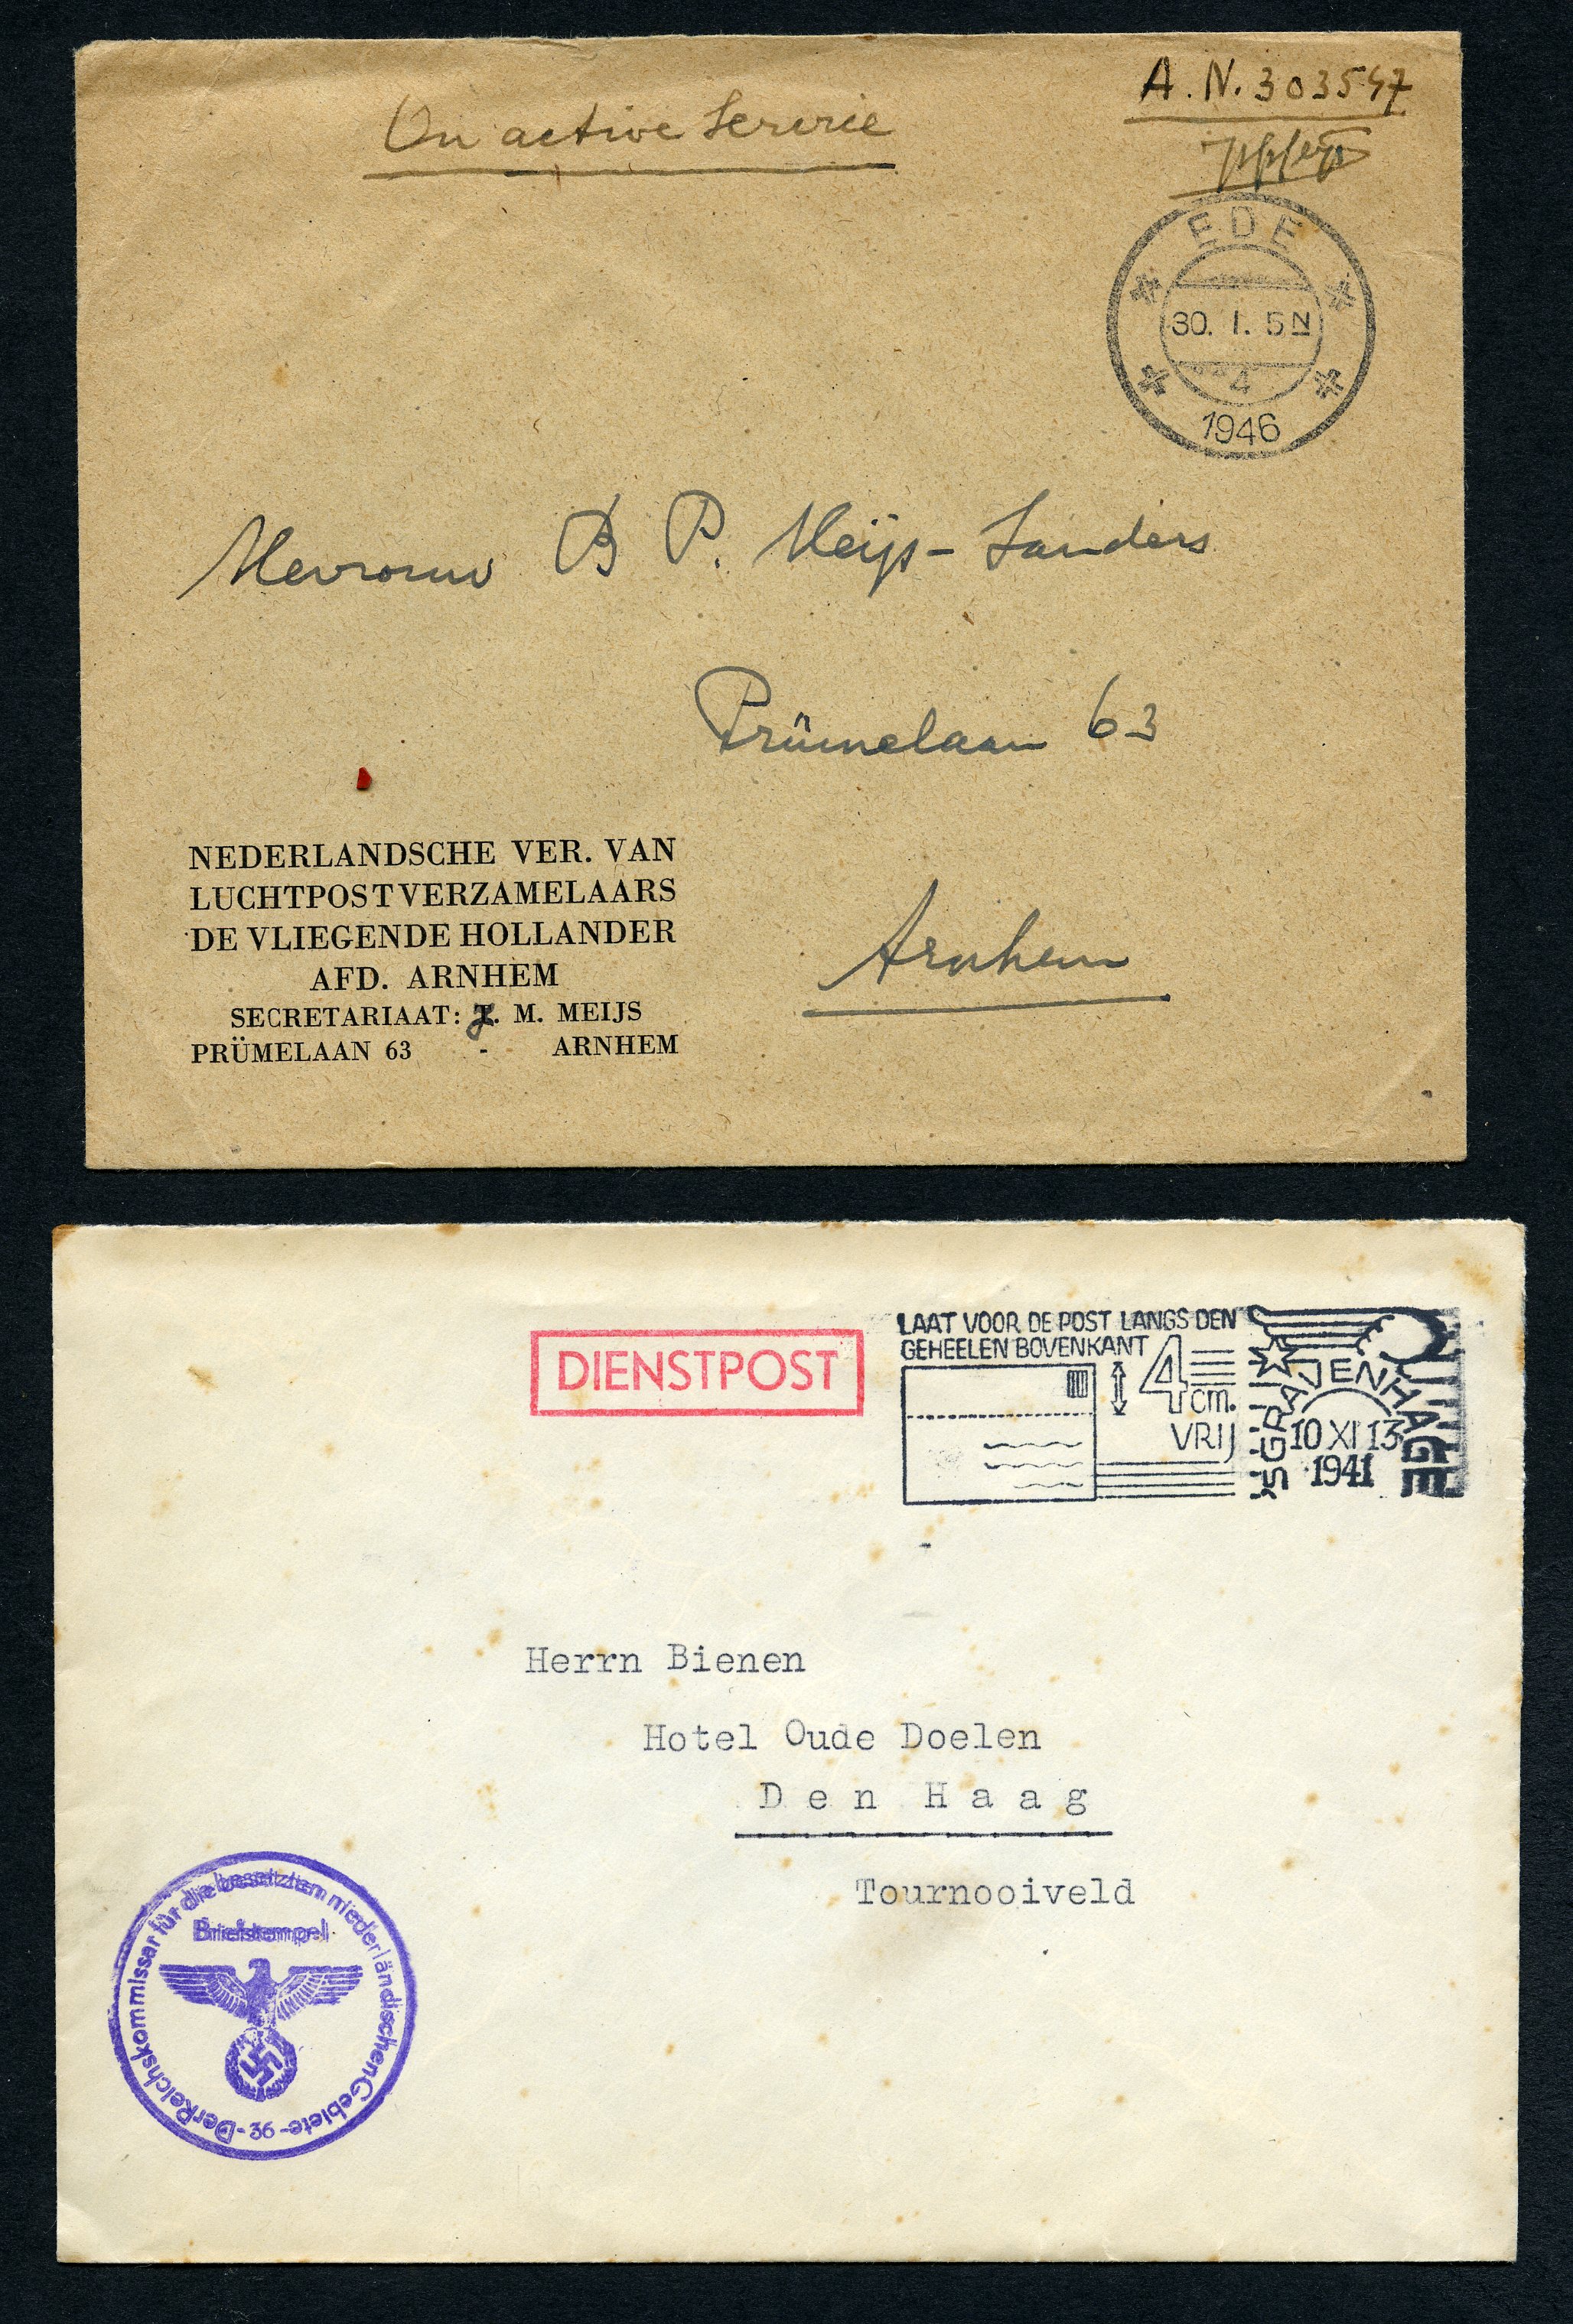 On active Service
A. N. 303547
EDE
30. I. 5 N
4
1946
Mevrouw B P. Meijs-Sanders
Prümelaan 63
Arnhem
NEDERLANDSCHE VER. VAN
LUCHTPOSTVERZAMELAARS
DE VLIEGENDE HOLLANDER
AFD. ARNHEM
SECRETARIAAT: J. M. MEIJS
PRÜMELAAN 63 - ARNHEM
DIENSTPOST
LAAT VOOR DE POST LANGS DEN
GEHEELEN BOVENKANT
4 cm.
VRIJ
'SGRAVENHAGE
10 XI 13
1941
Herrn Bienen
Hotel Oude Doelen
Den Haag
Tournooiveld
Der Reichskommissar für die besetzten niederländischen Gebiete
Briefstempel
-36-